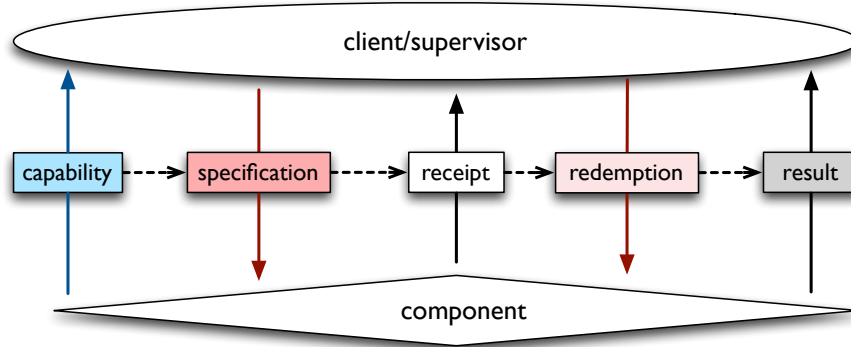 client/supervisor
capability
specification
receipt
redemption
result
component